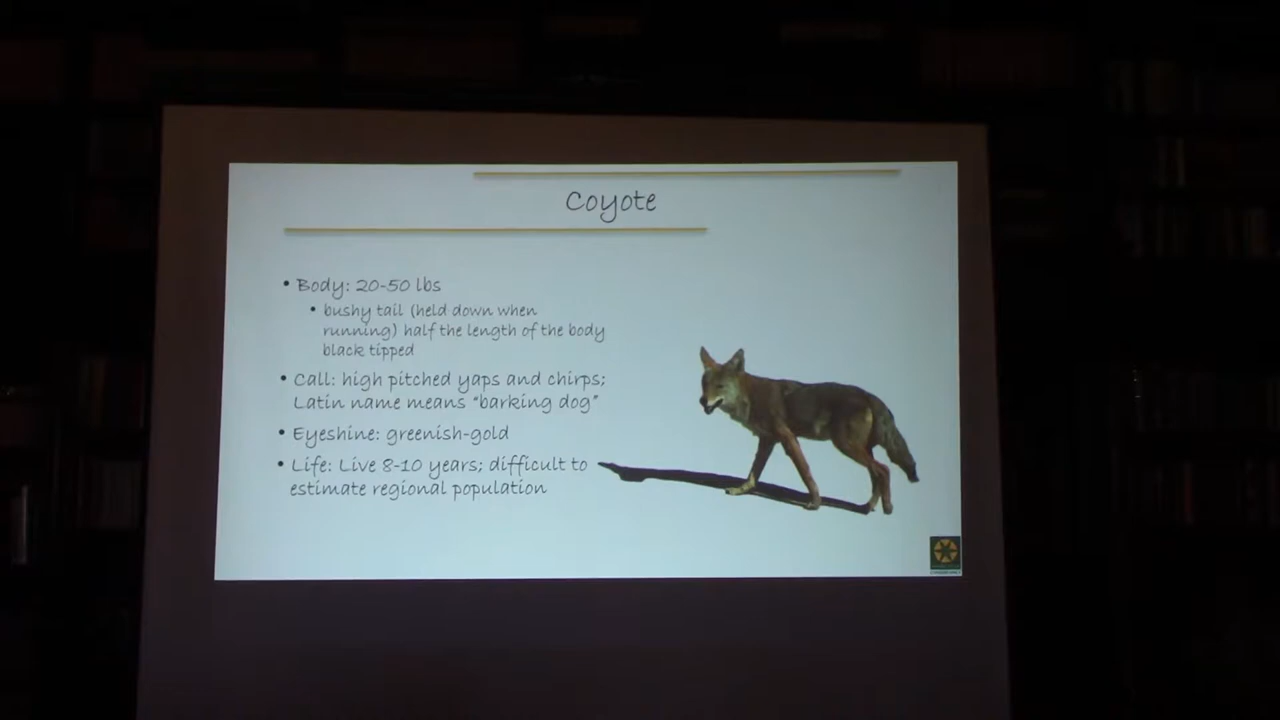 Coyote
• Body: 20-50 lbs
• bushy tail (held down when
running) half the length of the body
black tipped
• Call: high pitched yaps and chirps;
Latin name means "barking dog"
• Eyeshine: greenish-gold
• Life: Live 8-10 years; difficult to
estimate regional population